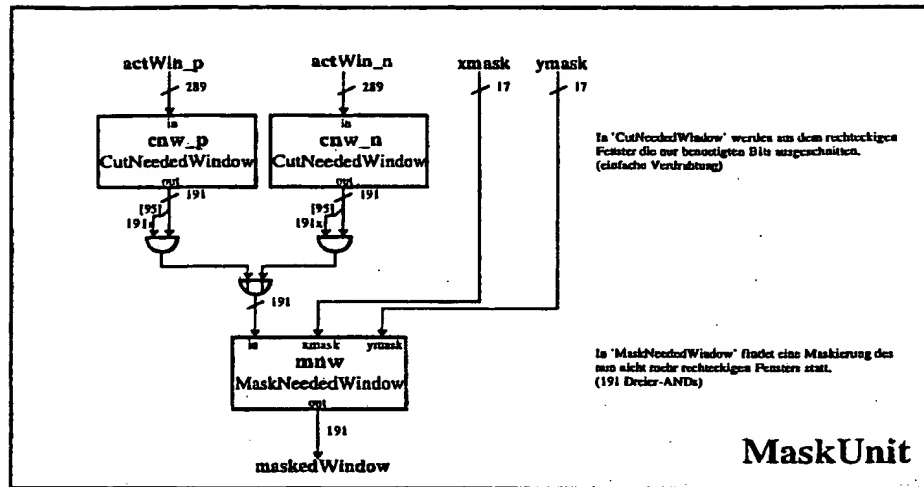 actWin_p actWin_n xmask ymask
289 289 17 17
in in
cnw_p cnw_n
CutNeededWindow CutNeededWindow
out out
191 191
[95] [95]
191x 191x
191
in xmask ymask
mnw
MaskNeededWindow
out
191
maskedWindow
In 'CutNeededWindow' werden aus dem rechteckigen
Fenster die nur benoetigten Bits ausgeschnitten.
(einfache Verdrahtung)
In 'MaskNeededWindow' findet eine Maskierung des
nun nicht mehr rechteckigen Fensters statt.
(191 Dreier-ANDs)
MaskUnit